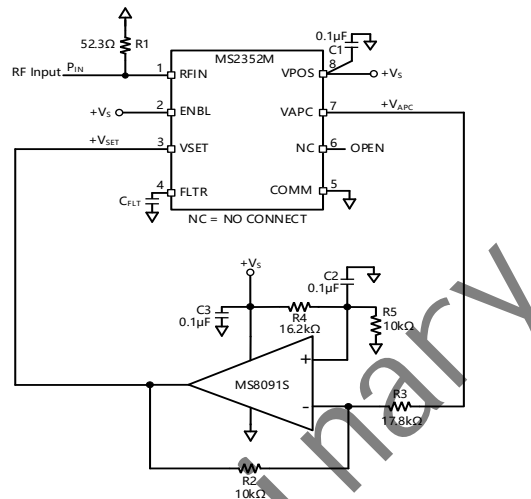 0.1μF
C1
52.3Ω R1
MS2352M
RF Input PIN
1 RFIN
VPOS 8
+VS
+VS
2 ENBL
VAPC 7
+VAPC
+VSET
3 VSET
NC 6 OPEN
4 FLTR
COMM 5
CFLT
NC = NO CONNECT
+VS
C2
0.1μF
C3
0.1μF
R4
16.2kΩ
R5
10kΩ
+
MS8091S
-
R3
17.8kΩ
R2
10kΩ